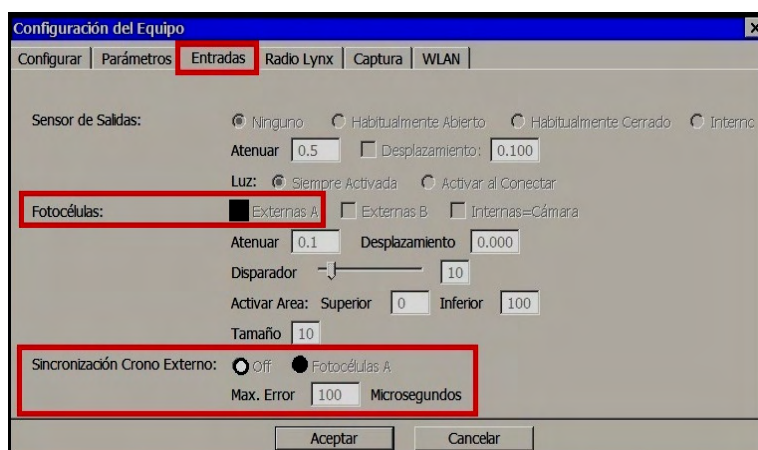 Configuración del Equipo
Configurar Parámetros Entradas Radio Lynx Captura WLAN
Sensor de Salidas: Ninguno Habitualmente Abierto Habitualmente Cerrado Interno
Atenuar 0.5 Desplazamiento: 0.100
Luz: Siempre Activada Activar al Conectar
Fotocélulas: Externas A Externas B Internas=Cámara
Atenuar 0.1 Desplazamiento 0.000
Disparador 10
Activar Area: Superior 0 Inferior 100
Tamaño 10
Sincronización Crono Externo: Off Fotocélulas A
Max. Error 100 Microsegundos
Aceptar Cancelar